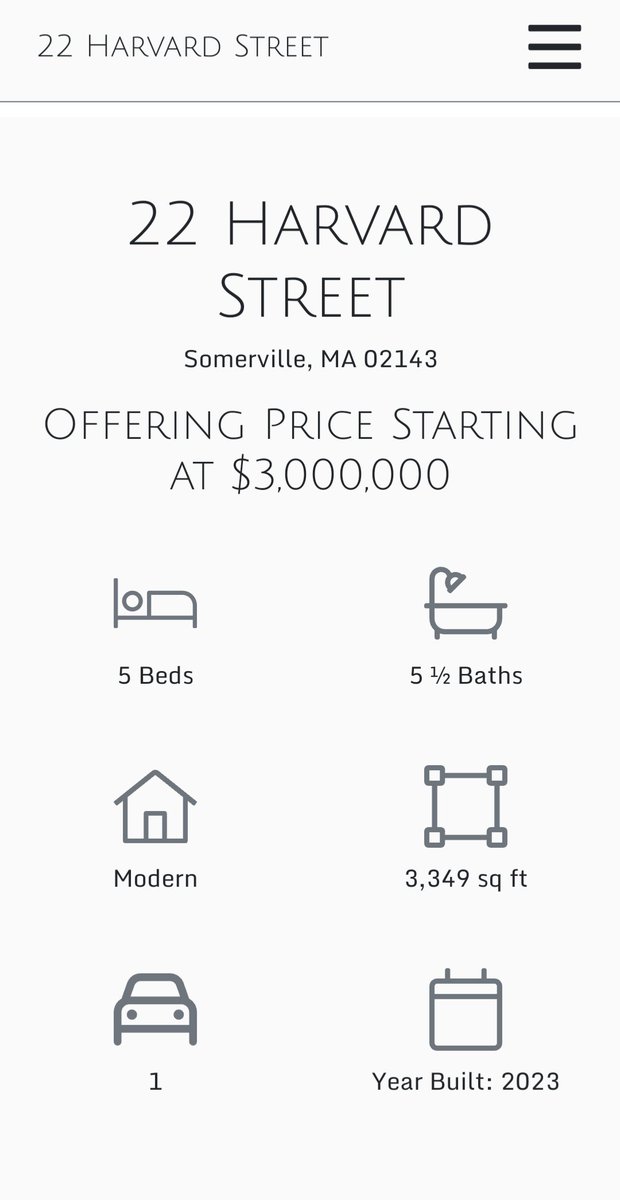 22 Harvard Street
22 Harvard
Street
Somerville, MA 02143
Offering Price Starting
at $3,000,000
5 Beds
5 ½ Baths
Modern
3,349 sq ft
1
Year Built: 2023